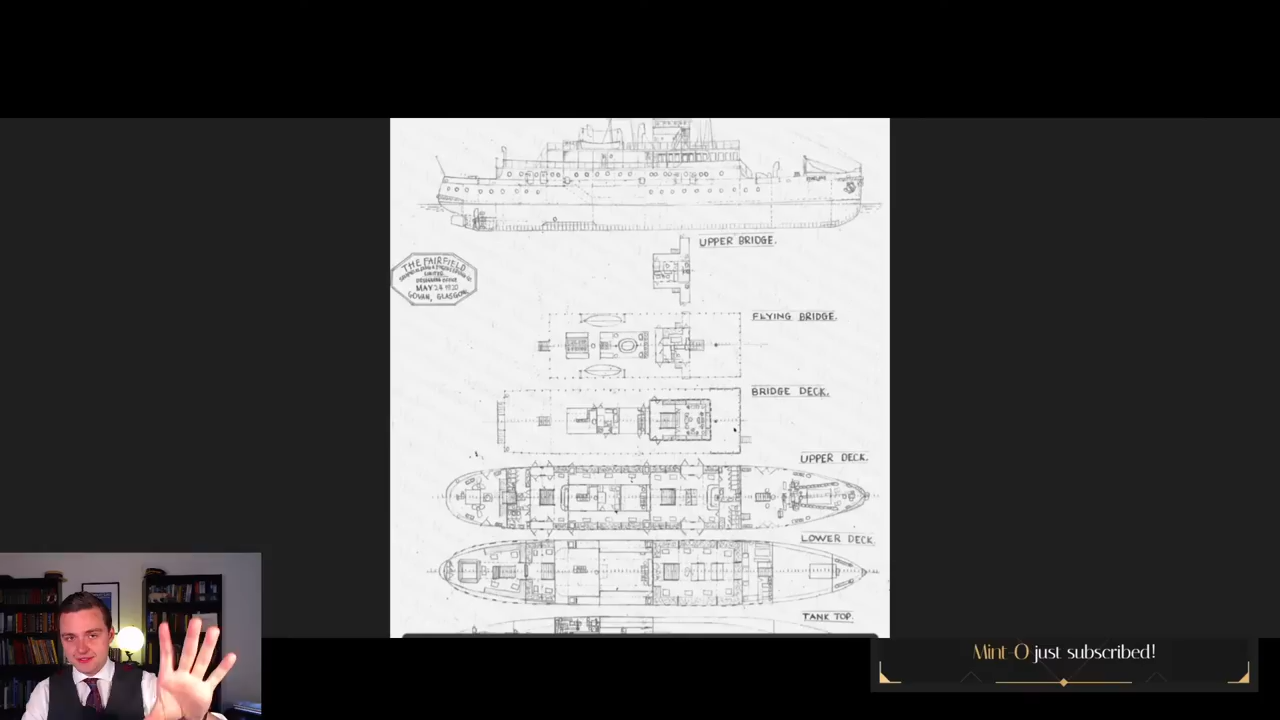 UPPER BRIDGE.
THE FAIRFIELD
LIMITED
MAY 24 1920
GOVAN, GLASGOW
FLYING BRIDGE.
BRIDGE DECK.
UPPER DECK.
LOWER DECK.
TANK TOP.
Mint-O just subscribed!